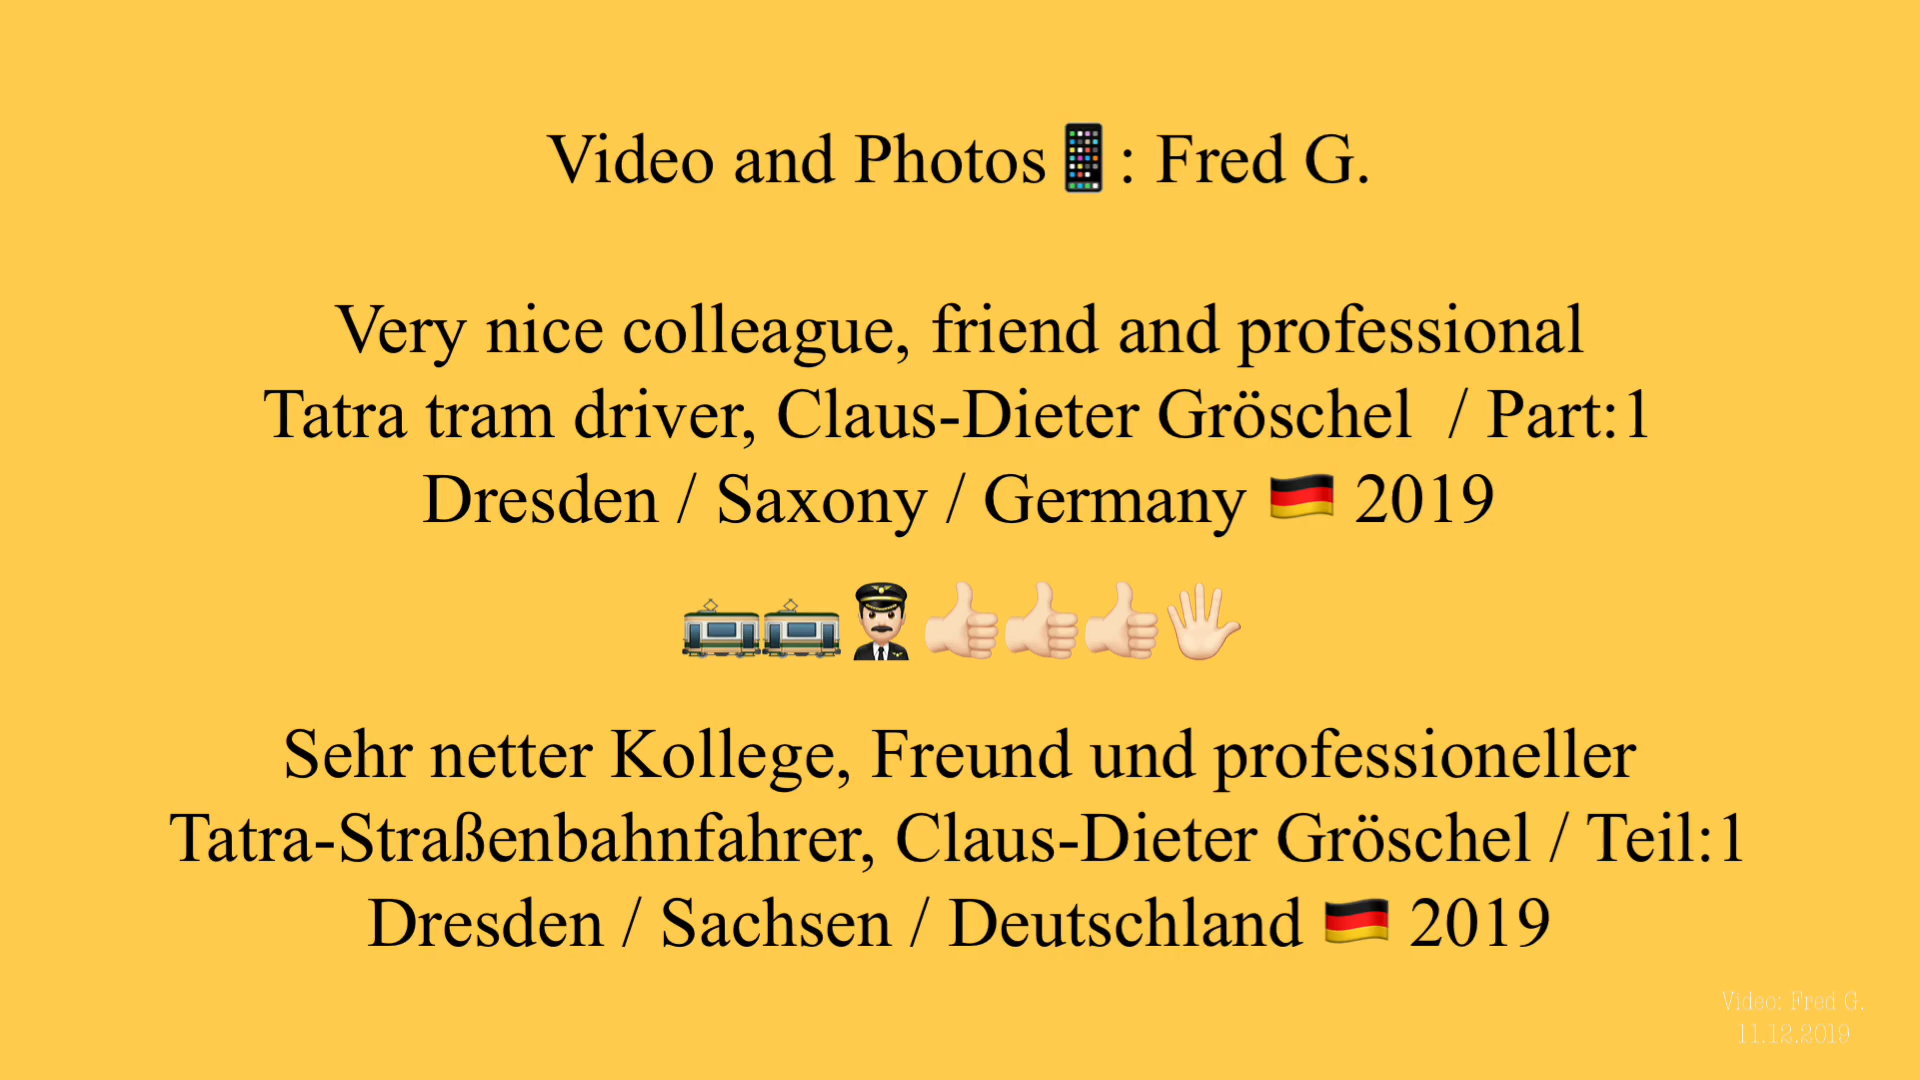 Video and Photos📱: Fred G.
Very nice colleague, friend and professional
Tatra tram driver, Claus-Dieter Gröschel / Part:1
Dresden / Saxony / Germany 🇩🇪 2019
🚋🚋👨🏻‍✈️👍🏻👍🏻👍🏻🖐🏻
Sehr netter Kollege, Freund und professioneller
Tatra-Straßenbahnfahrer, Claus-Dieter Gröschel / Teil:1
Dresden / Sachsen / Deutschland 🇩🇪 2019
Video: Fred G.
11.12.2019